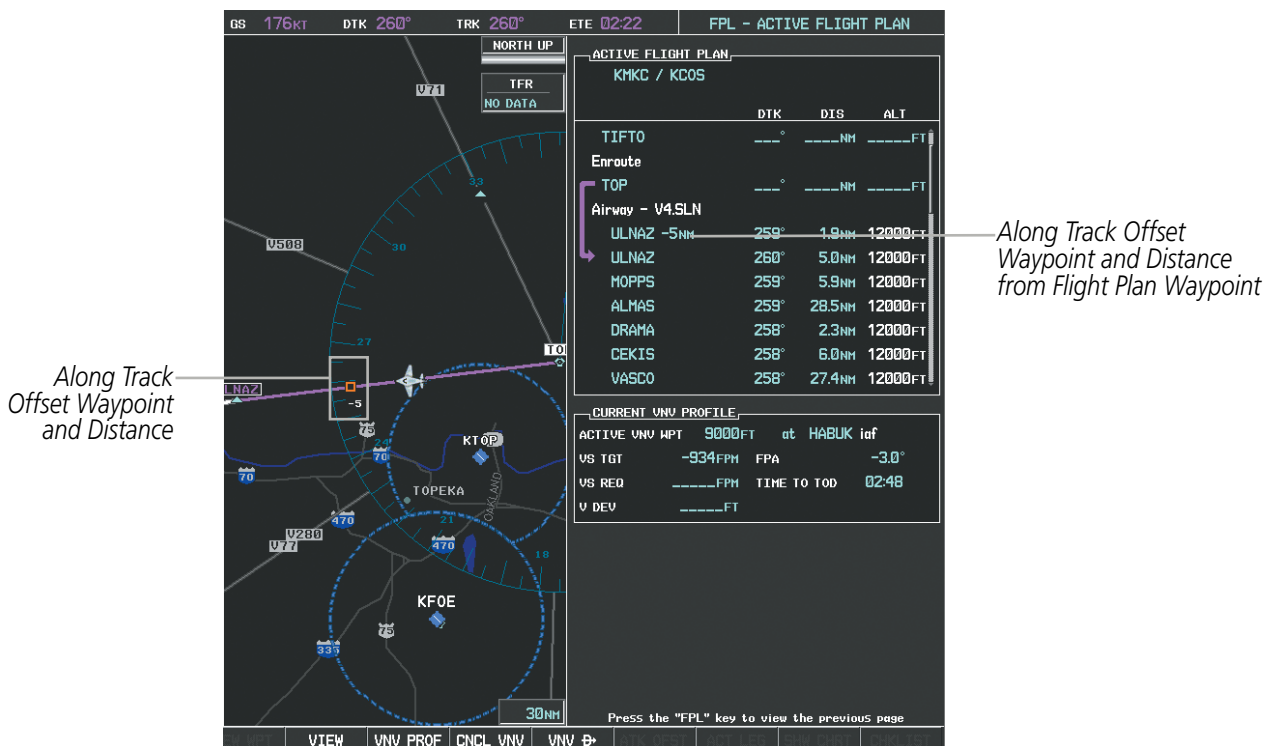 GS 176KT DTK 260° TRK 260° ETE 02:22 FPL – ACTIVE FLIGHT PLAN
NORTH UP
TFR
NO DATA
V71
33
30
V508
27
TO
LNAZ
-5
75
24
70
KTOP
70
TOPEKA
OAKLAND
470
21
V280
V77
470
18
KFOE
75
335
30NM
ACTIVE FLIGHT PLAN
KMKC / KCOS
DTK DIS ALT
TIFTO ___° ____NM _____FT
Enroute
TOP ___° ____NM _____FT
Airway – V4.SLN
ULNAZ -5NM 259° 1.9NM 12000FT
ULNAZ 260° 5.0NM 12000FT
MOPPS 259° 5.9NM 12000FT
ALMAS 259° 28.5NM 12000FT
DRAMA 258° 2.3NM 12000FT
CEKIS 258° 6.0NM 12000FT
VASCO 258° 27.4NM 12000FT
CURRENT VNV PROFILE
ACTIVE VNV WPT 9000FT at HABUK iaf
VS TGT -934FPM FPA -3.0°
VS REQ _____FPM TIME TO TOD 02:48
V DEV _____FT
Press the "FPL" key to view the previous page
VIEW VNV PROF CNCL VNV VNV D→ ATK OFST ACT LEG SHW CHRT CHKLIST
Along Track
Offset Waypoint
and Distance
Along Track Offset
Waypoint and Distance
from Flight Plan Waypoint